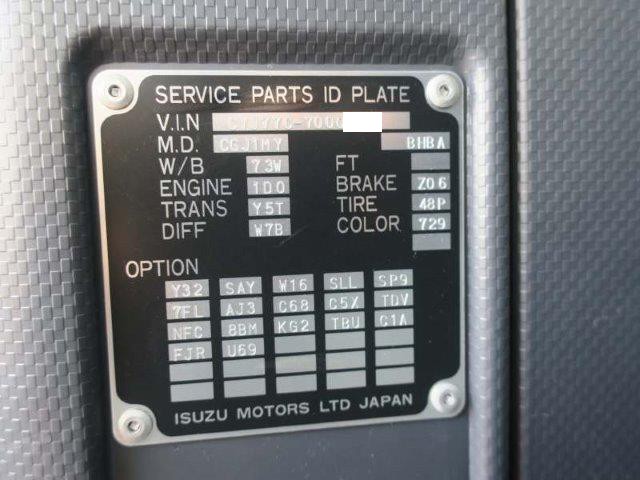 SERVICE PARTS ID PLATE
V.I.N CYJ77C-7000
M.D. CGJ1MY BHBA
W/B 73W FT
ENGINE 1D0 BRAKE Z06
TRANS Y5T TIRE 48P
DIFF W7B COLOR 729
OPTION
Y32 SAY W16 SLL SP9
7FL AJ3 C68 C5X TDV
NFC 8BM KG2 TBU C1A
FJR U69
ISUZU MOTORS LTD JAPAN